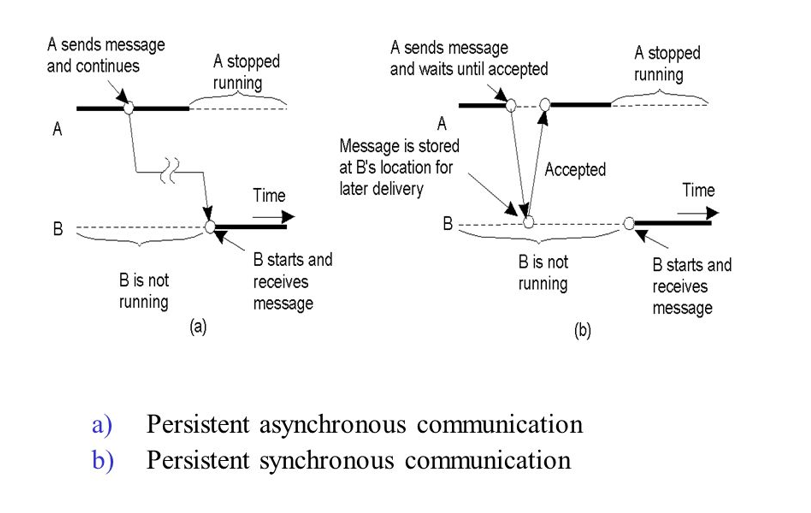 A sends message
and continues
A stopped
running
A
Time
B
B is not
running
B starts and
receives
message
(a)
A sends message
and waits until accepted
A stopped
running
A
Message is stored
at B's location for
later delivery
Accepted
Time
B
B is not
running
B starts and
receives
message
(b)
a) Persistent asynchronous communication
b) Persistent synchronous communication